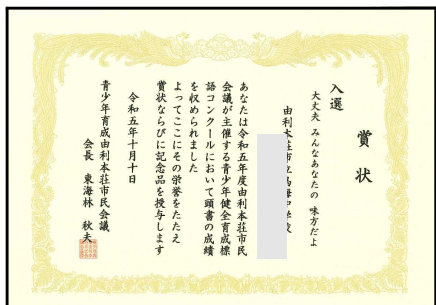 賞状
入選
大丈夫 みんなあなたの 味方だよ
由利本荘市立鳥海中学校
あなたは令和五年度由利本荘市民
会議が主催する青少年健全育成標
語コンクールにおいて頭書の成績
を収められました
よってここにその栄誉をたたえ
賞状ならびに記念品を授与します
令和五年十月十日
青少年育成由利本荘市民会議
会長 東海林 秋夫